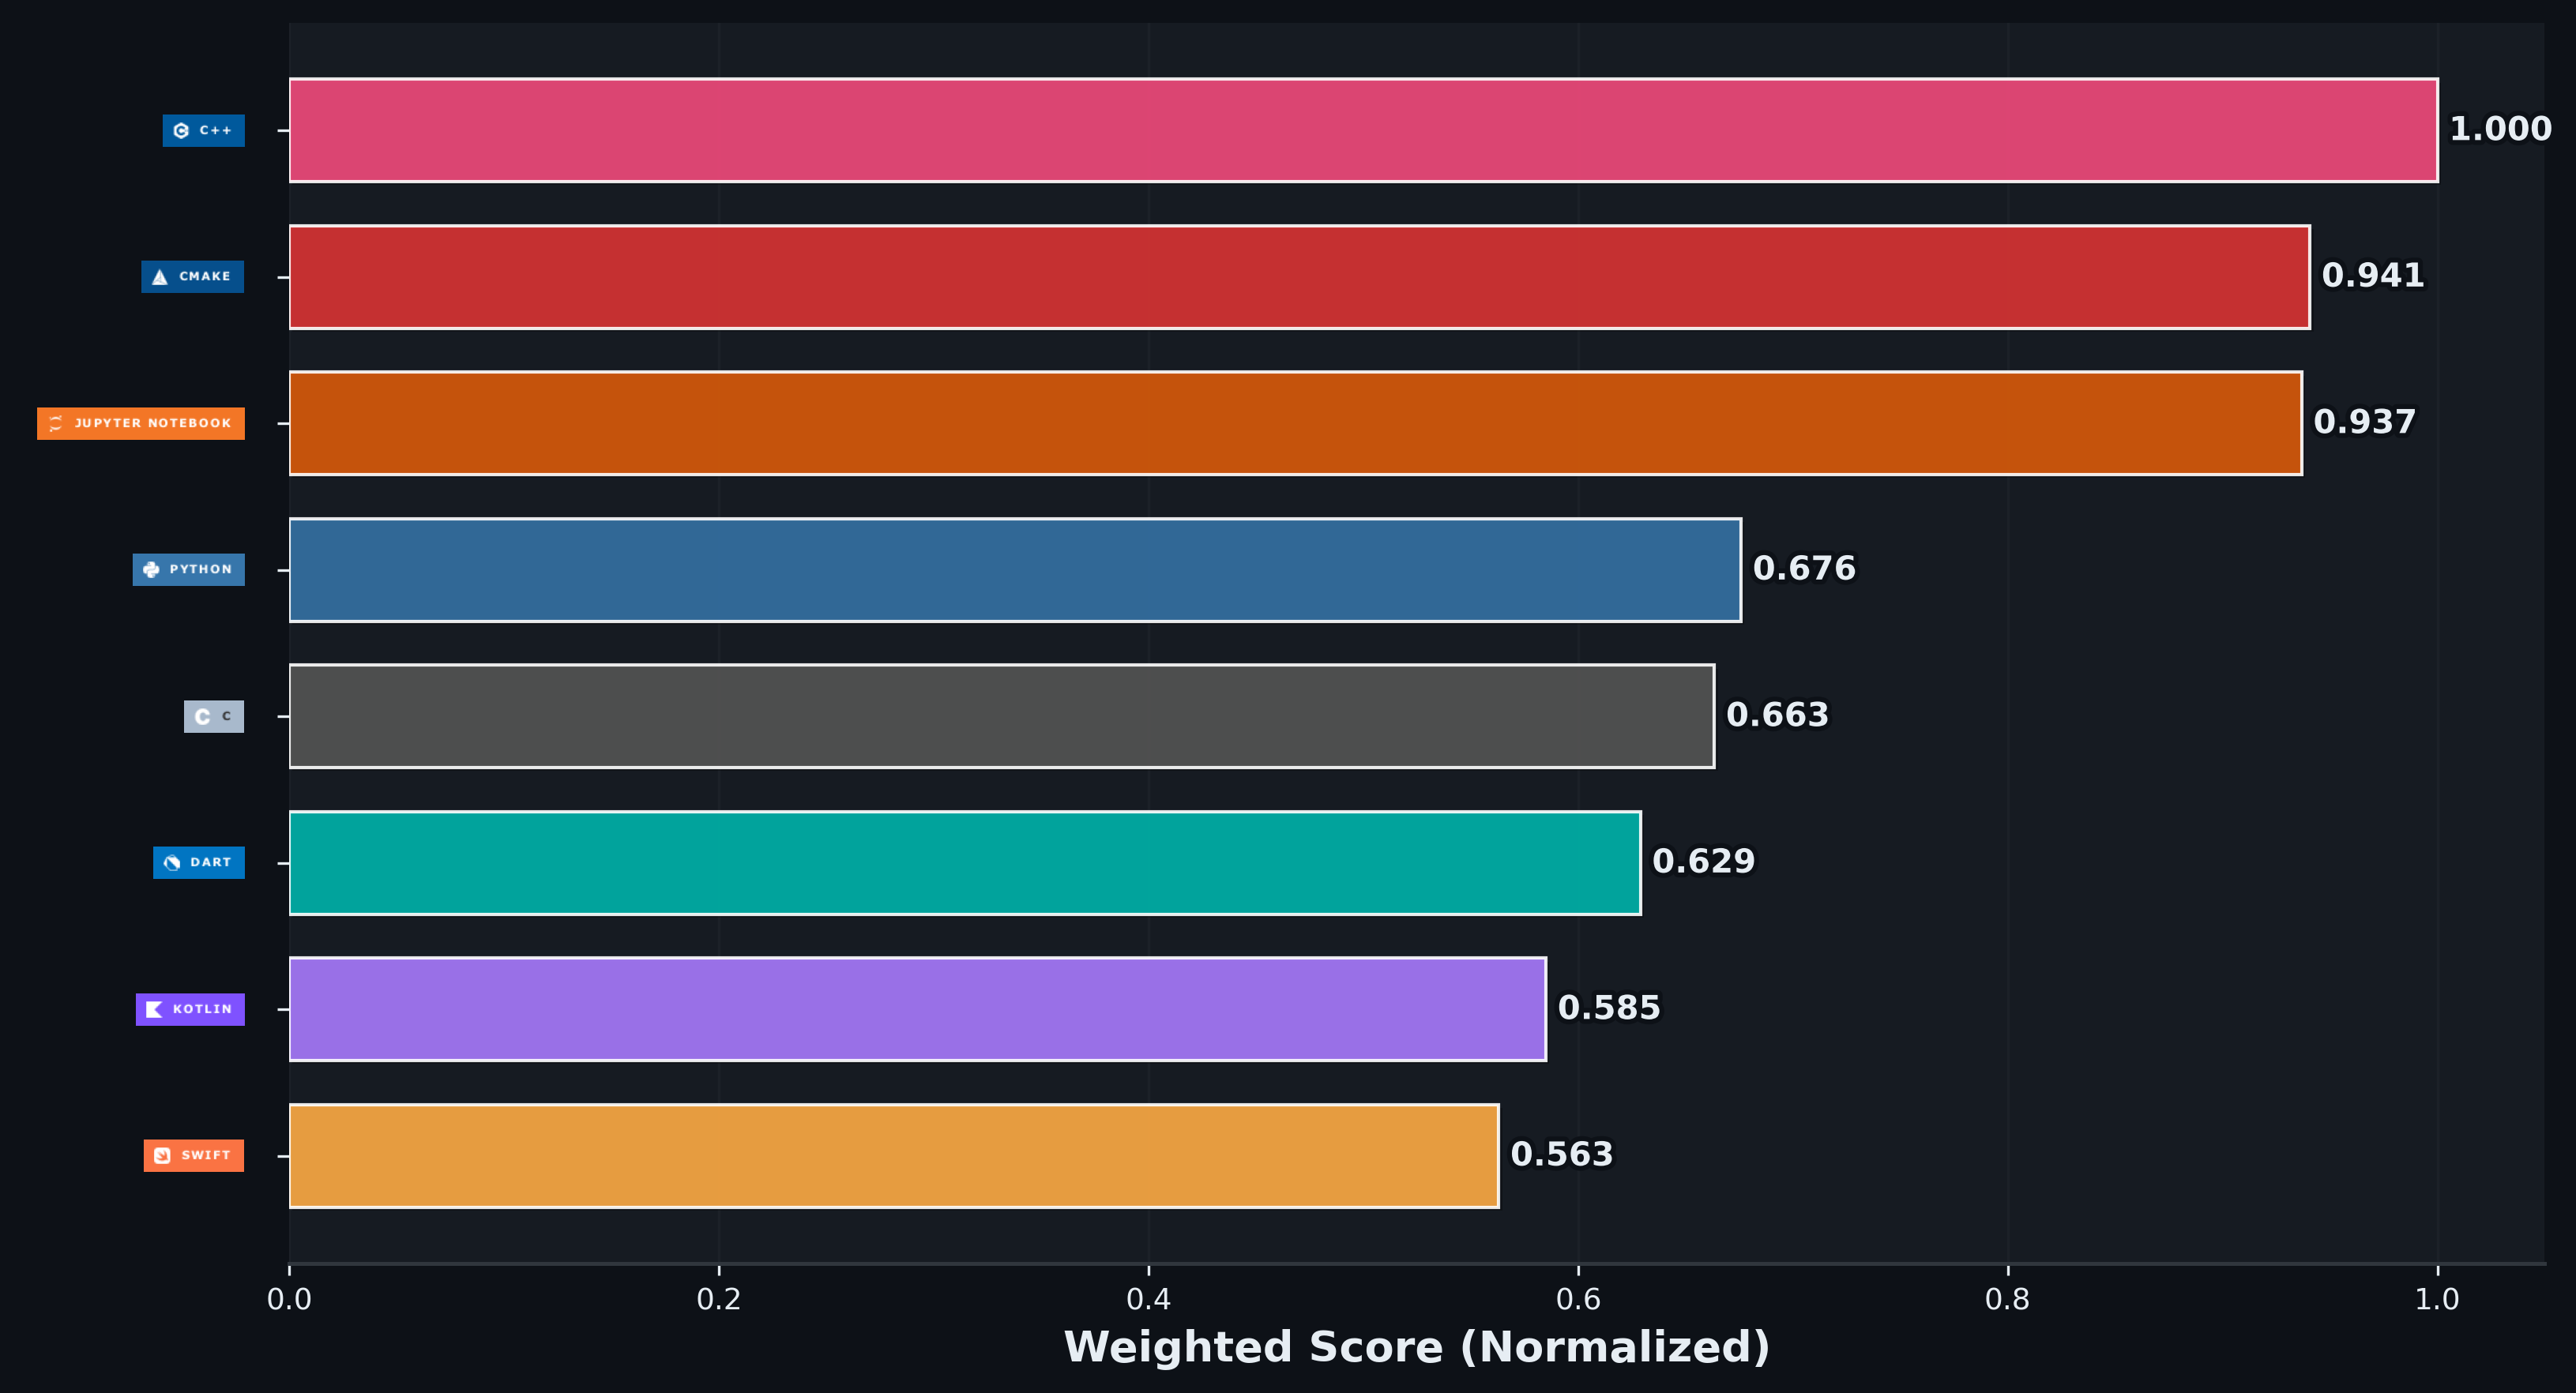 C++
1.000
CMAKE
0.941
JUPYTER NOTEBOOK
0.937
PYTHON
0.676
C C
0.663
DART
0.629
KOTLIN
0.585
SWIFT
0.563
0.0 0.2 0.4 0.6 0.8 1.0
Weighted Score (Normalized)